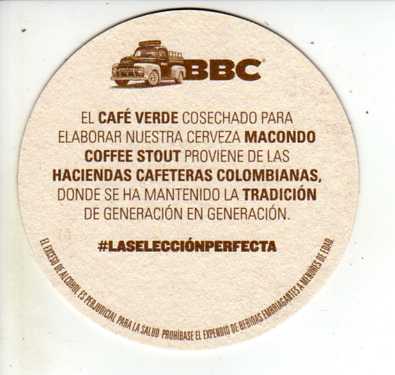 BBC
EL CAFÉ VERDE COSECHADO PARA
ELABORAR NUESTRA CERVEZA MACONDO
COFFEE STOUT PROVIENE DE LAS
HACIENDAS CAFETERAS COLOMBIANAS,
DONDE SE HA MANTENIDO LA TRADICIÓN
DE GENERACIÓN EN GENERACIÓN.
#LASELECCIÓNPERFECTA
EL EXCESO DE ALCOHOL ES PERJUDICIAL PARA LA SALUD PROHÍBASE EL EXPENDIO DE BEBIDAS EMBRIAGANTES A MENORES DE EDAD.